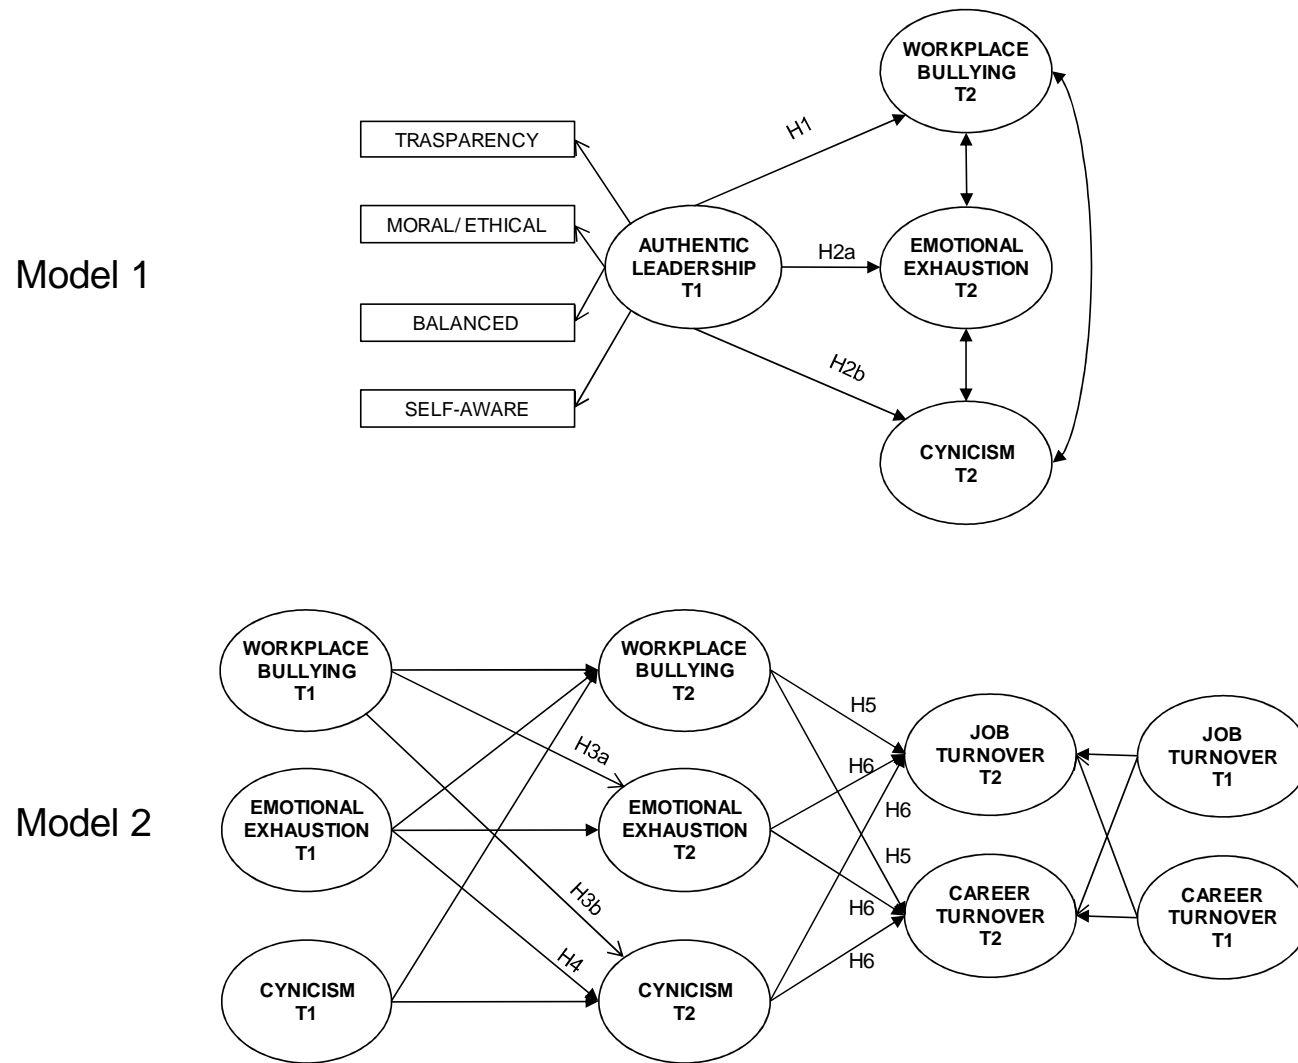 WORKPLACE
BULLYING
T2
H1
TRASPARENCY
MORAL/ ETHICAL
Model 1
AUTHENTIC
LEADERSHIP
T1
H2a
EMOTIONAL
EXHAUSTION
T2
BALANCED
H2b
SELF-AWARE
CYNICISM
T2
WORKPLACE
BULLYING
T1
WORKPLACE
BULLYING
T2
H5
JOB
TURNOVER
T2
JOB
TURNOVER
T1
H3a
H6
Model 2
EMOTIONAL
EXHAUSTION
T1
EMOTIONAL
EXHAUSTION
T2
H6
H5
H3b
H6
CAREER
TURNOVER
T2
CAREER
TURNOVER
T1
H4
H6
CYNICISM
T1
CYNICISM
T2